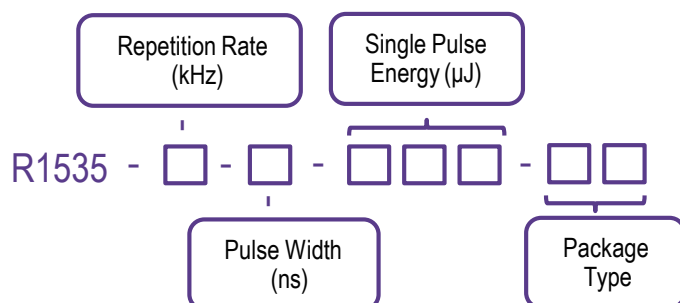 Repetition Rate
(kHz)
Single Pulse
Energy (µJ)
R1535 - □ - □ - □□□ - □□
Pulse Width
(ns)
Package
Type